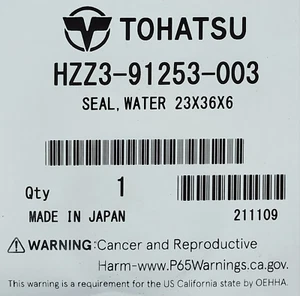 TOHATSU
HZZ3-91253-003
SEAL, WATER 23X36X6
Qty 1
MADE IN JAPAN 211109
WARNING: Cancer and Reproductive
Harm-www.P65Warnings.ca.gov.
This warning is a requirement for the US California state by OEHHA.